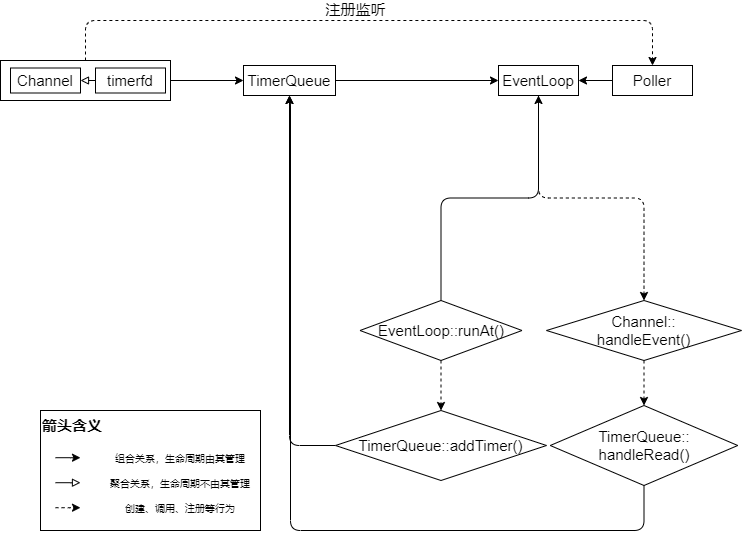 注册监听
Channel
timerfd
TimerQueue
EventLoop
Poller
EventLoop::runAt()
Channel::
handleEvent()
TimerQueue::addTimer()
TimerQueue::
handleRead()
箭头含义
组合关系，生命周期由其管理
聚合关系，生命周期不由其管理
创建、调用、注册等行为